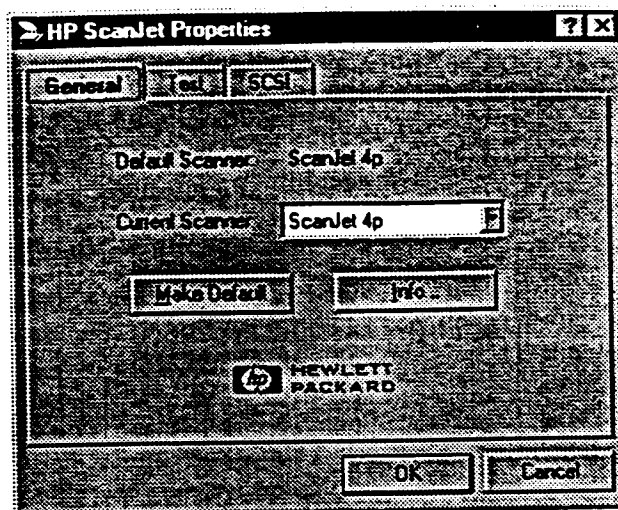 HP ScanJet Properties ? X
General Test SCSI
Default Scanner: ScanJet 4p
Current Scanner: ScanJet 4p
Make Default Info...
hp HEWLETT
PACKARD
OK Cancel